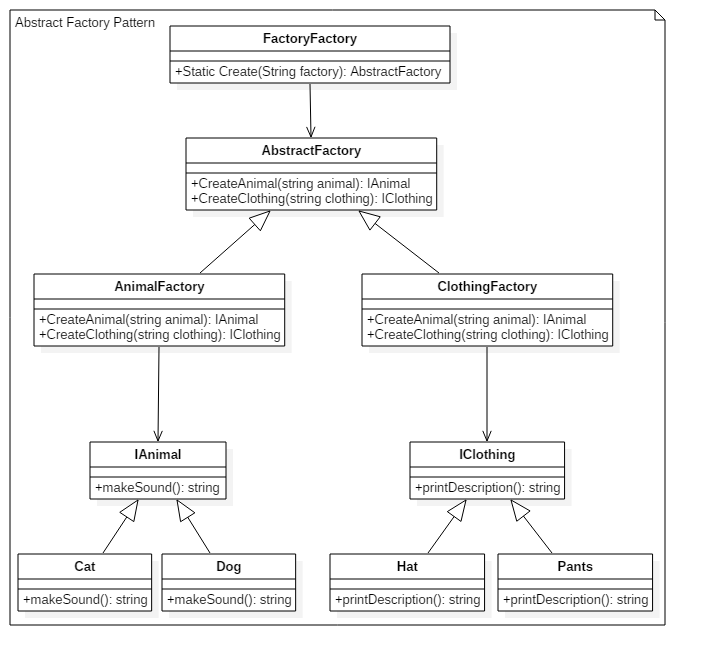 Abstract Factory Pattern
FactoryFactory
+Static Create(String factory): AbstractFactory
AbstractFactory
+CreateAnimal(string animal): IAnimal
+CreateClothing(string clothing): IClothing
AnimalFactory
+CreateAnimal(string animal): IAnimal
+CreateClothing(string clothing): IClothing
ClothingFactory
+CreateAnimal(string animal): IAnimal
+CreateClothing(string clothing): IClothing
IAnimal
+makeSound(): string
IClothing
+printDescription(): string
Cat
+makeSound(): string
Dog
+makeSound(): string
Hat
+printDescription(): string
Pants
+printDescription(): string